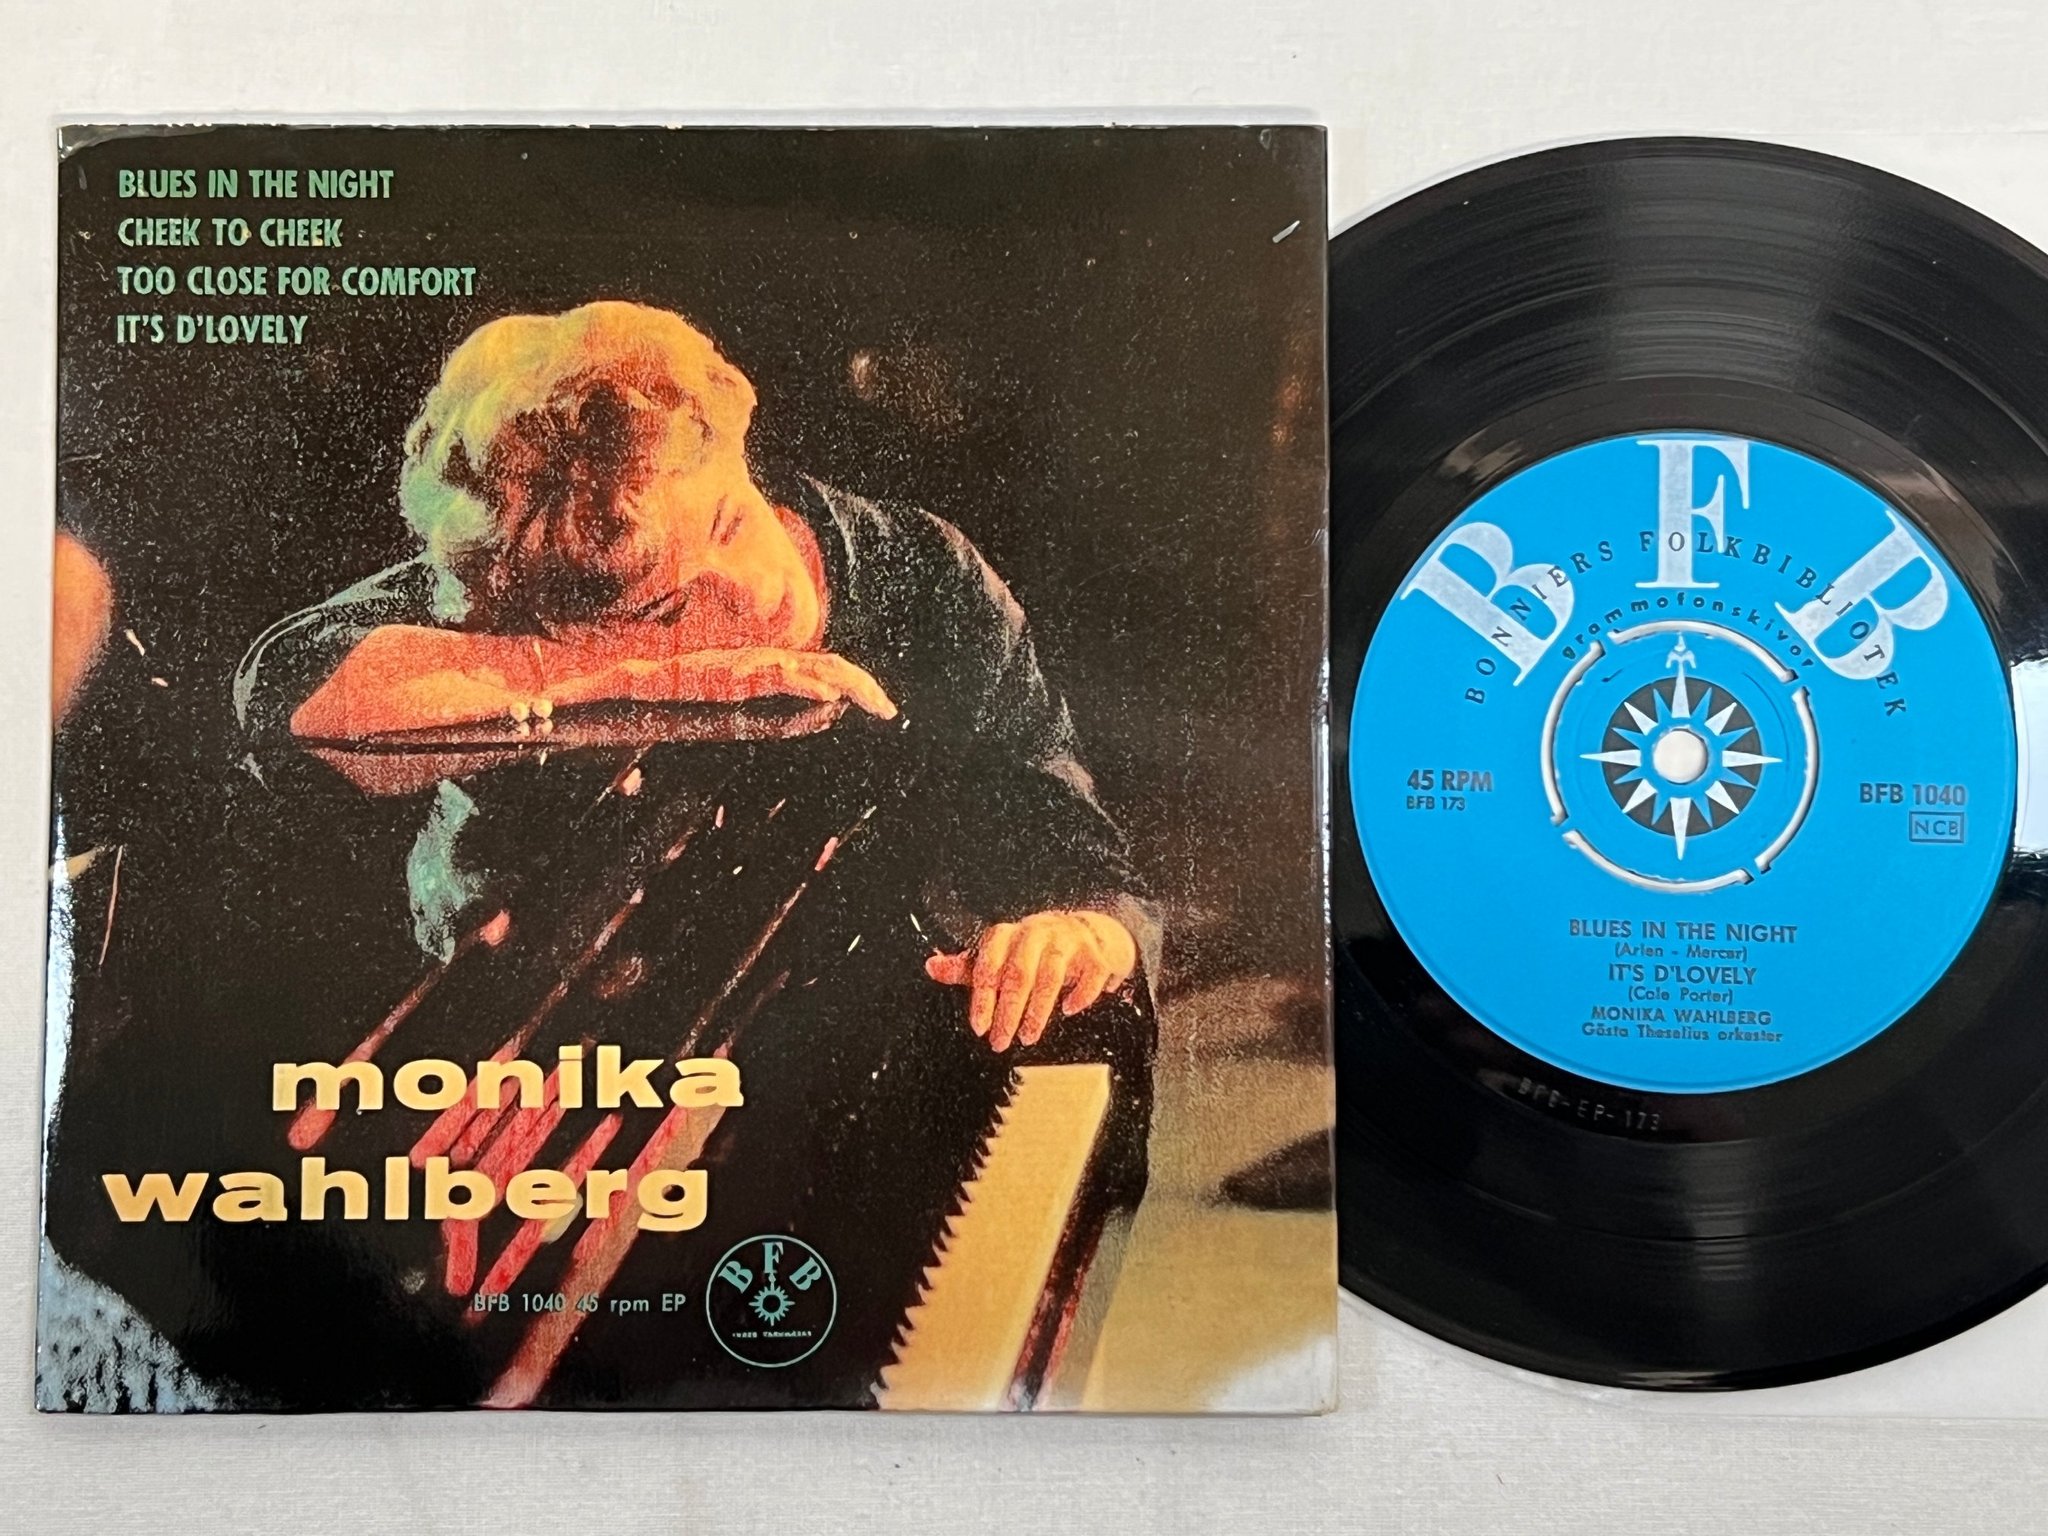 BLUES IN THE NIGHT
CHEEK TO CHEEK
TOO CLOSE FOR COMFORT
IT'S D'LOVELY
monika
wahlberg
BFB 1040 45 rpm EP
BFB
BFB
BONNIERS FOLKBIBLIOTEK
grammofonskivor
45 RPM
BFB 173
BFB 1040
NCB
BLUES IN THE NIGHT
(Arlen - Mercer)
IT'S D'LOVELY
(Cole Porter)
MONIKA WAHLBERG
Gösta Theselius orkester
BFB-EP-173